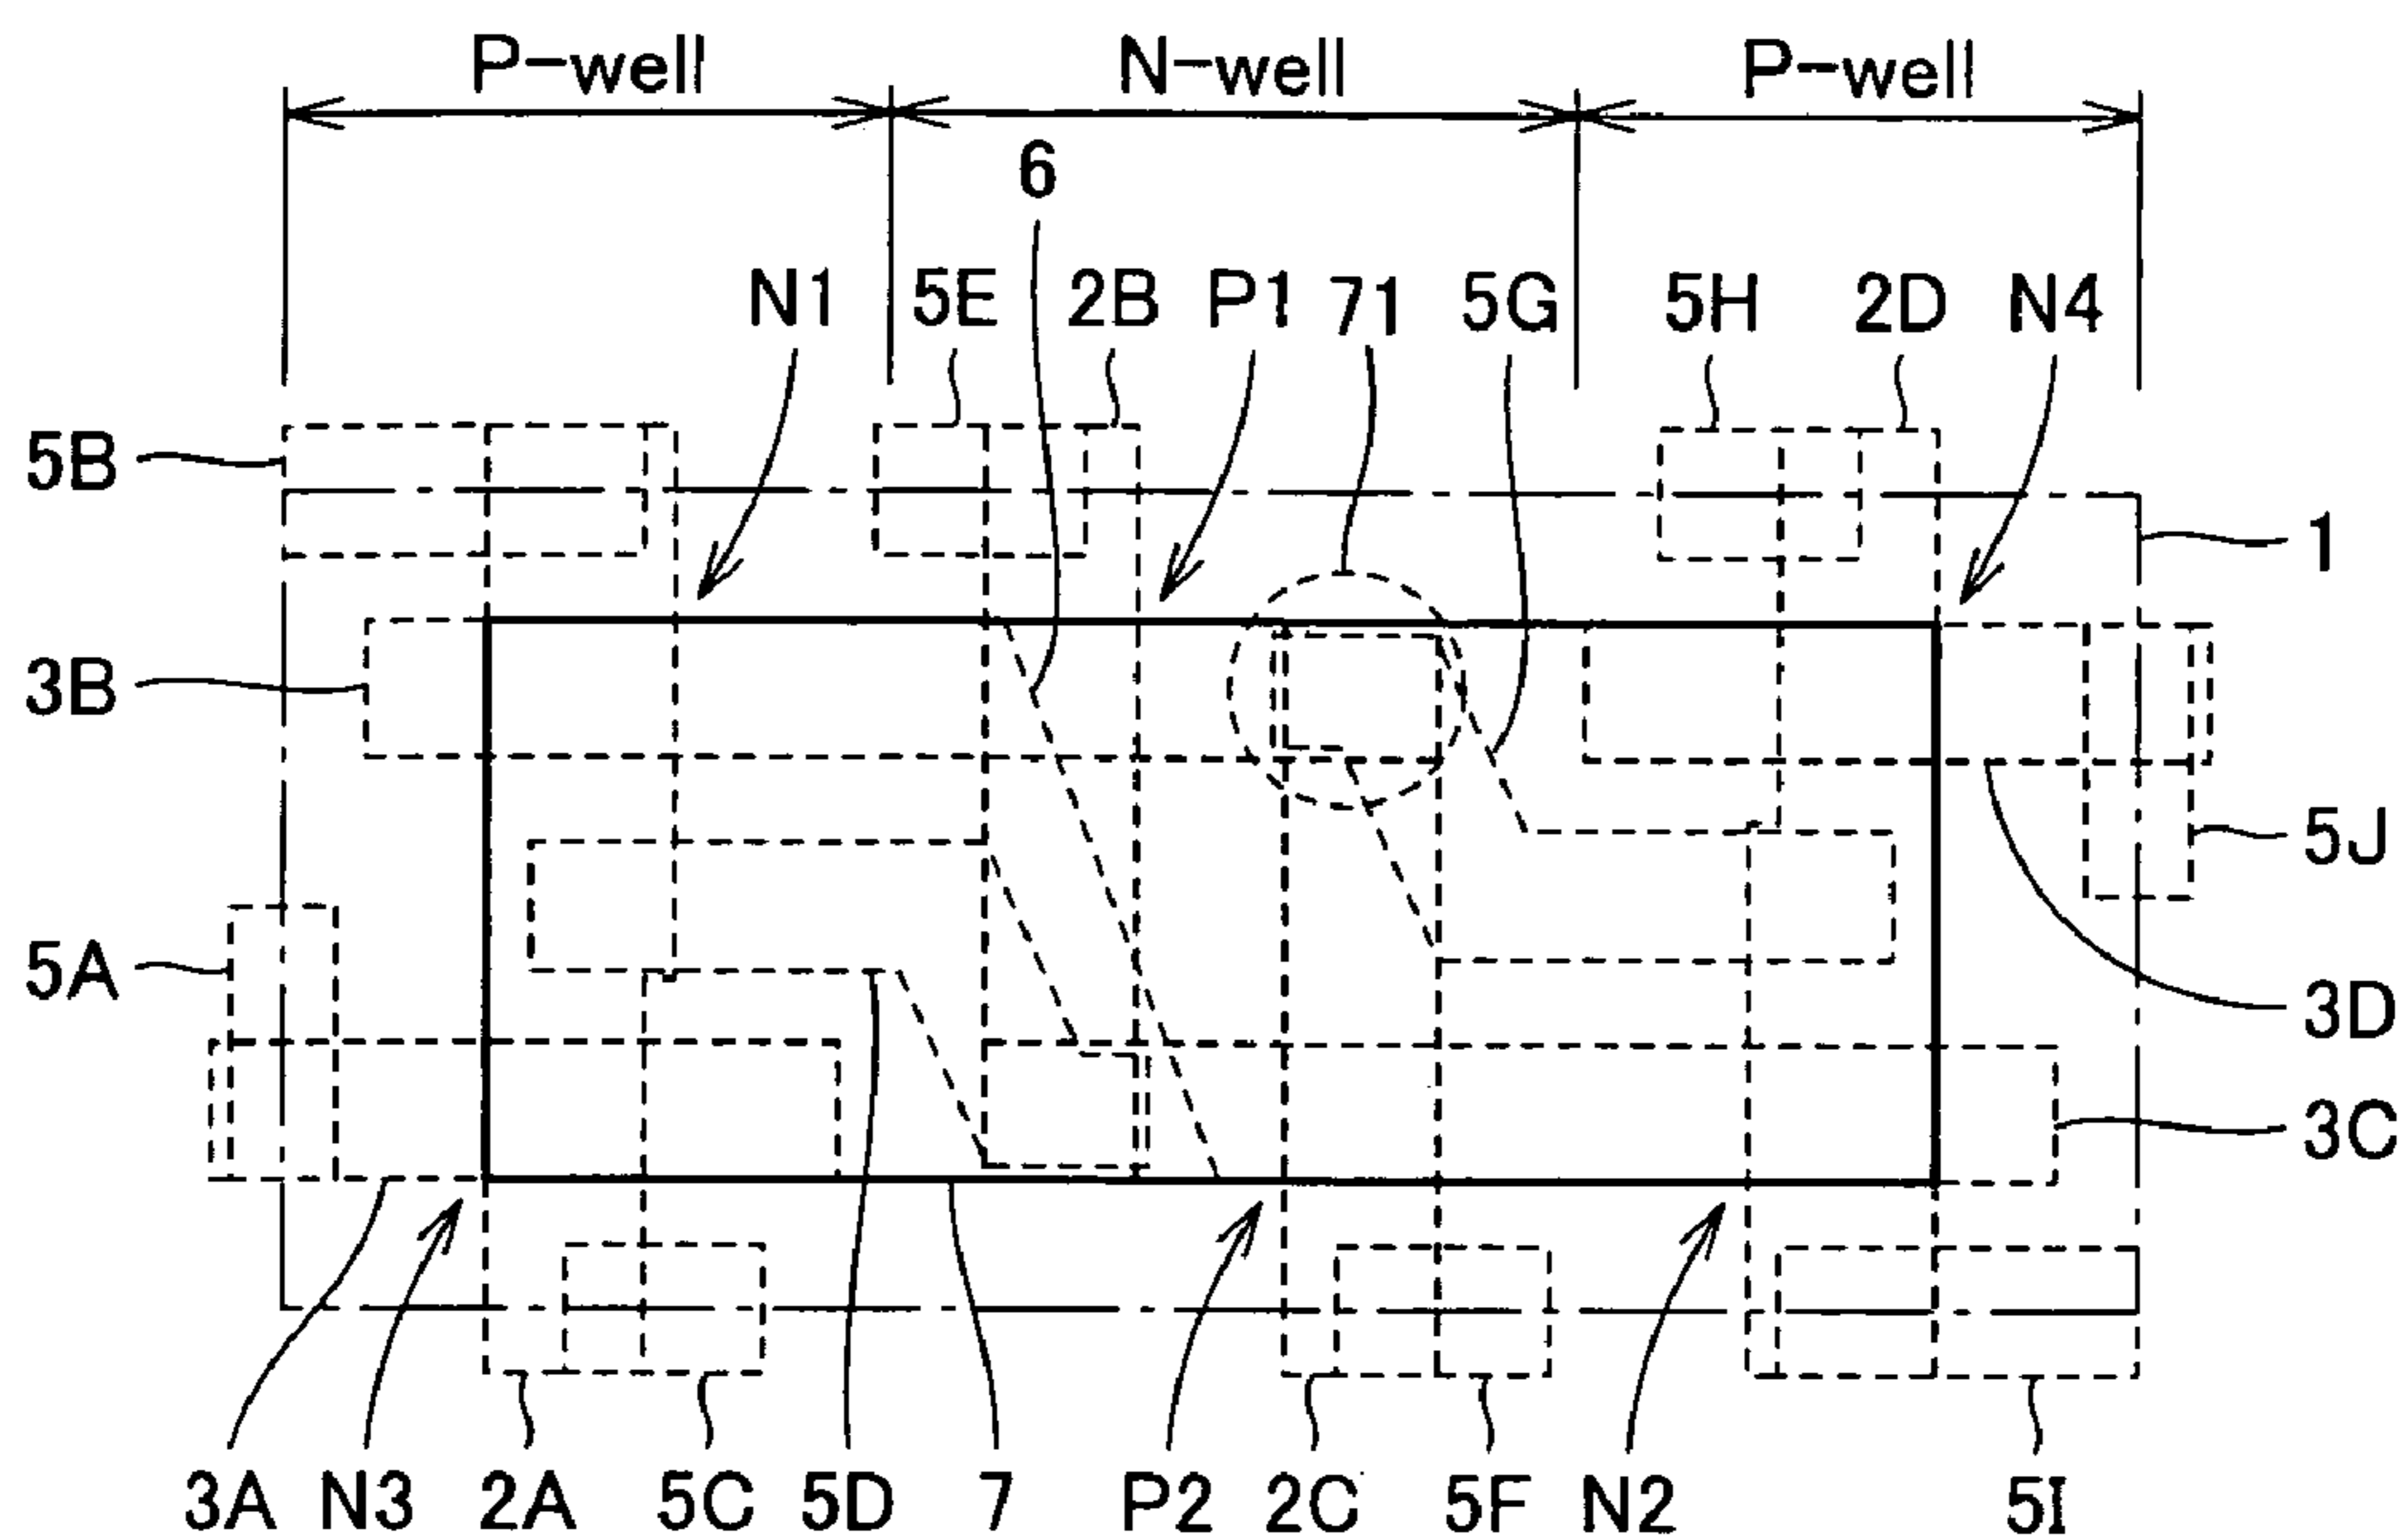 P-well N-well P-well
6
N1 5E 2B P1 71 5G 5H 2D N4
5B
1
3B
5J
5A
3D
3C
3A N3 2A 5C 5D 7 P2 2C 5F N2 5I